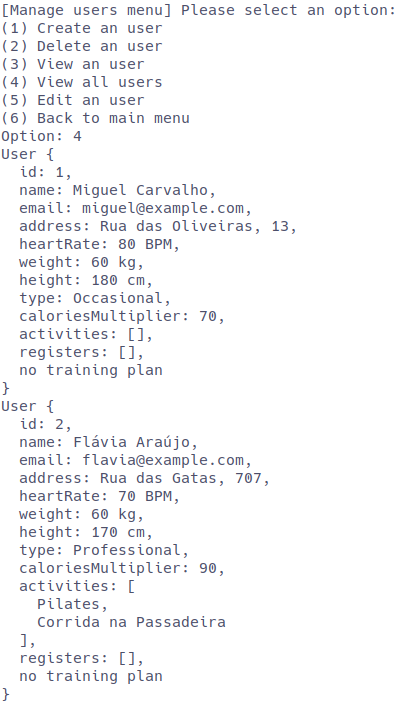 [Manage users menu] Please select an option:
(1) Create an user
(2) Delete an user
(3) View an user
(4) View all users
(5) Edit an user
(6) Back to main menu
Option: 4
User {
  id: 1,
  name: Miguel Carvalho,
  email: miguel@example.com,
  address: Rua das Oliveiras, 13,
  heartRate: 80 BPM,
  weight: 60 kg,
  height: 180 cm,
  type: Occasional,
  caloriesMultiplier: 70,
  activities: [],
  registers: [],
  no training plan
}
User {
  id: 2,
  name: Flávia Araújo,
  email: flavia@example.com,
  address: Rua das Gatas, 707,
  heartRate: 70 BPM,
  weight: 60 kg,
  height: 170 cm,
  type: Professional,
  caloriesMultiplier: 90,
  activities: [
    Pilates,
    Corrida na Passadeira
  ],
  registers: [],
  no training plan
}